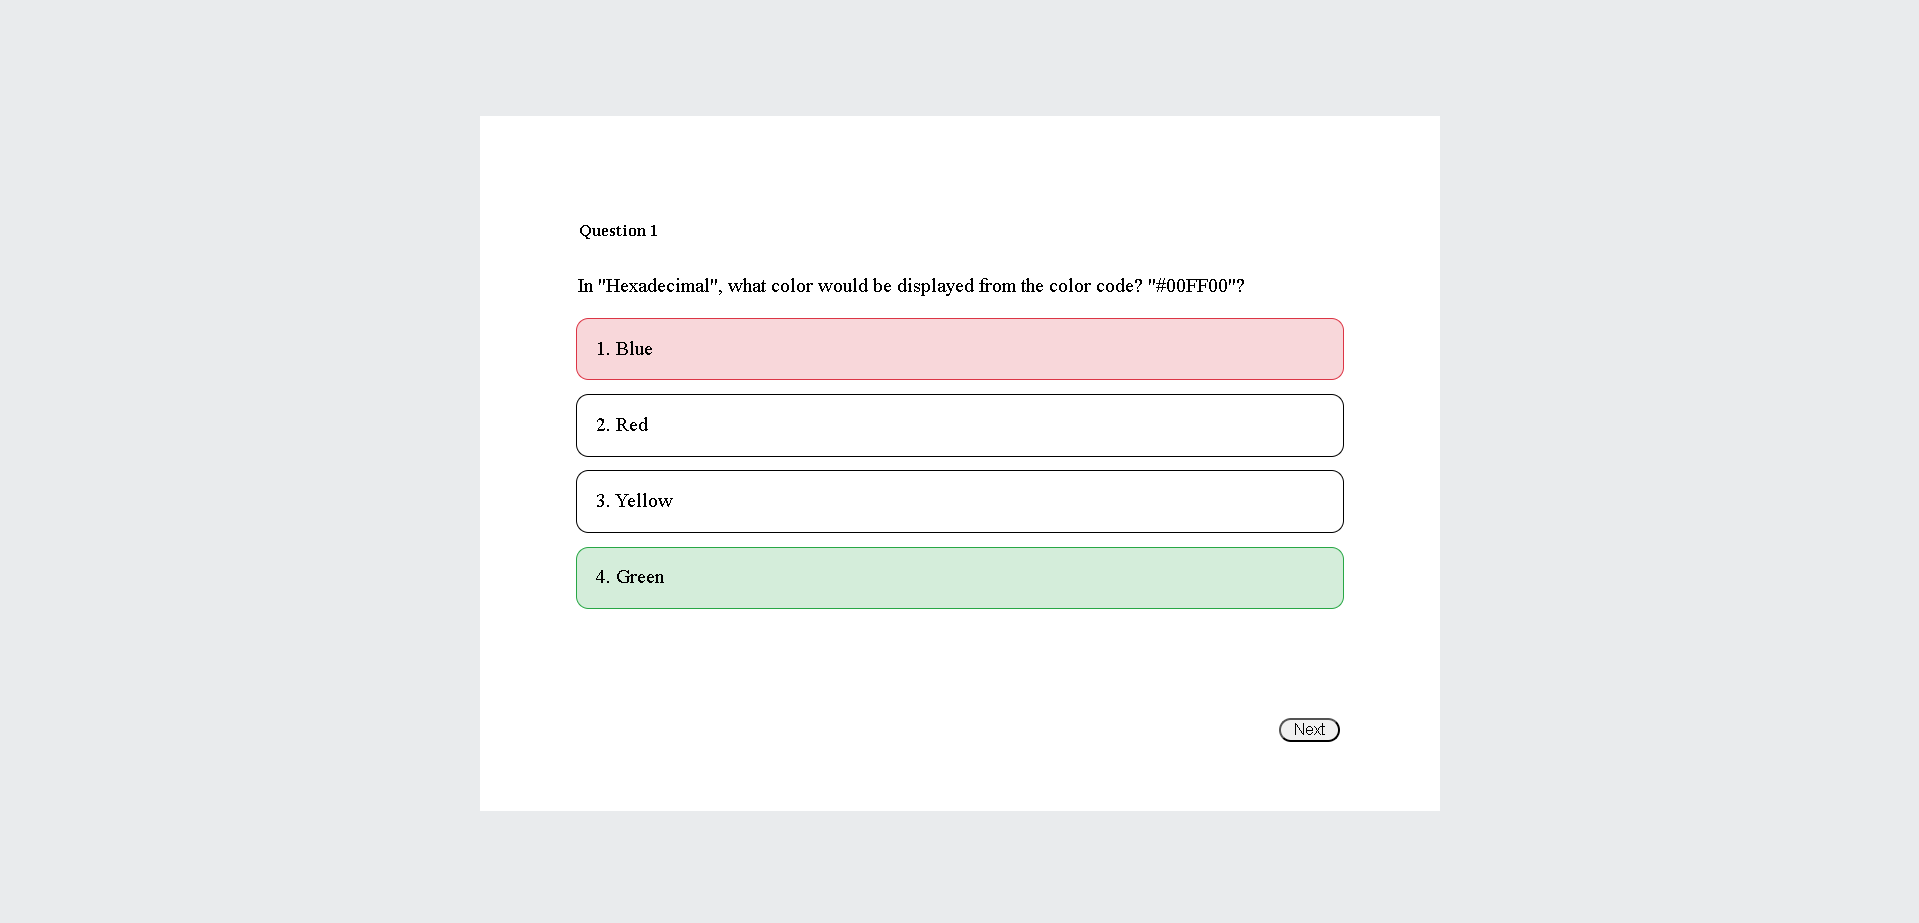 Question 1
In "Hexadecimal", what color would be displayed from the color code? "#00FF00"?
1. Blue
2. Red
3. Yellow
4. Green
Next